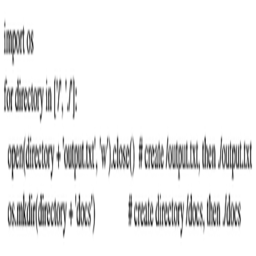 import os
for directory in ['/', './']:
open(directory + 'output.txt', 'w').close() # create /output.txt, then ./output.txt
os.mkdir(directory + 'docs') # create directory /docs, then ./docs